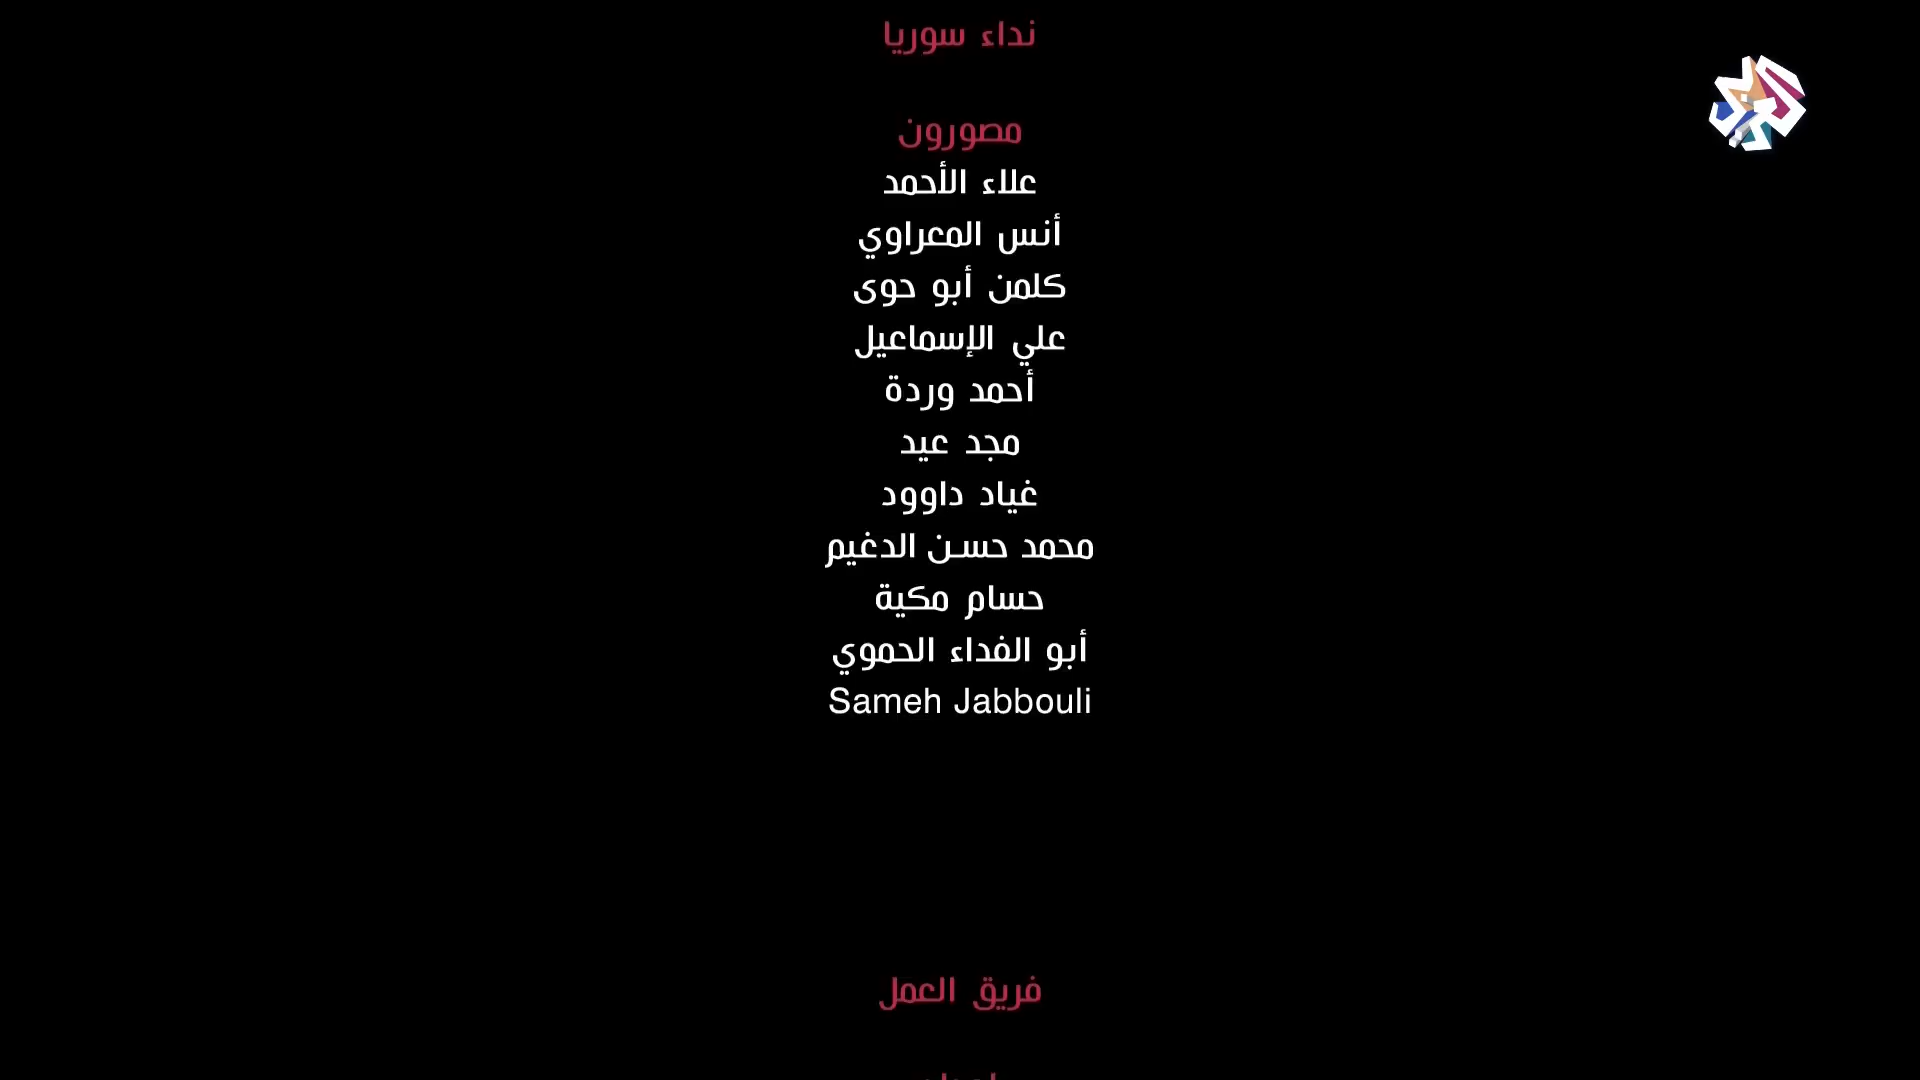 نداء سوريا
مصورون
علاء الأحمد
أنس المعراوي
كلمن أبو حوى
علي الإسماعيل
أحمد وردة
مجد عيد
غياد داوود
محمد حسن الدغيم
حسام مكية
أبو الفداء الحموي
Sameh Jabbouli
فريق العمل